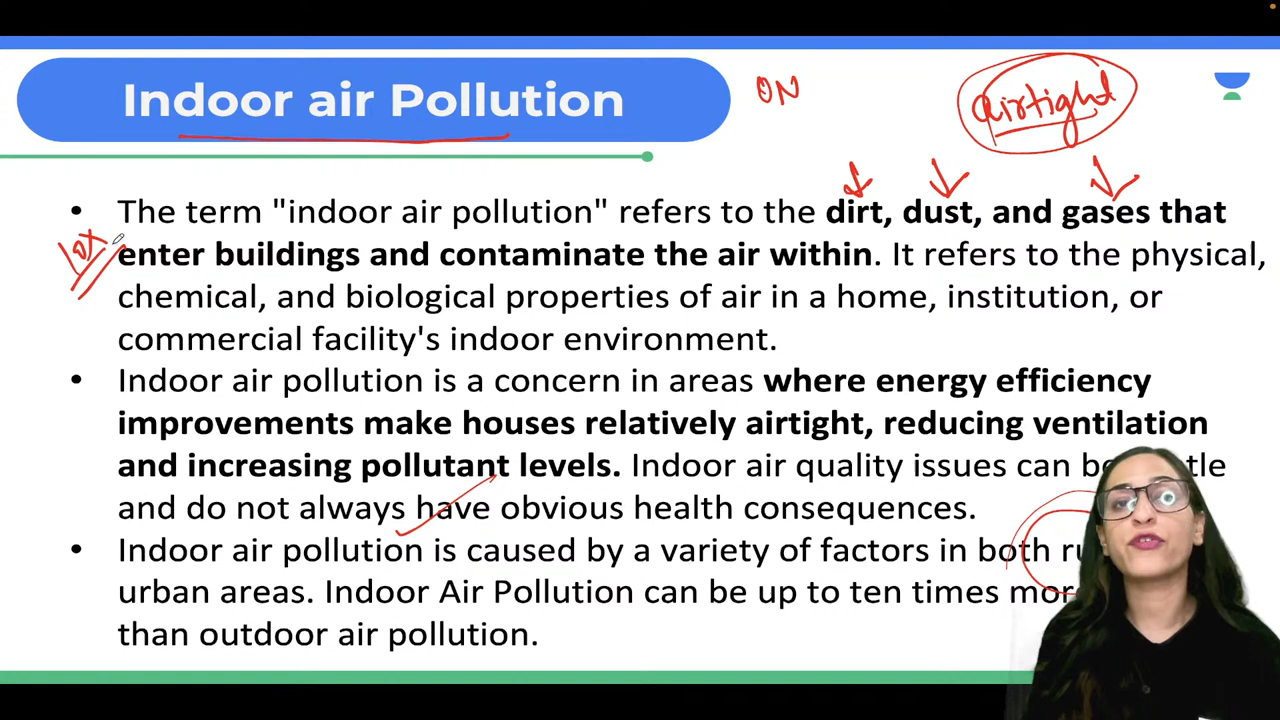 Indoor air Pollution
ON
airtight
• The term "indoor air pollution" refers to the dirt, dust, and gases that
10X
enter buildings and contaminate the air within. It refers to the physical,
chemical, and biological properties of air in a home, institution, or
commercial facility's indoor environment.
• Indoor air pollution is a concern in areas where energy efficiency
improvements make houses relatively airtight, reducing ventilation
and increasing pollutant levels. Indoor air quality issues can be
and do not always have obvious health consequences.
• Indoor air pollution is caused by a variety of factors in both
urban areas. Indoor Air Pollution can be up to ten times
than outdoor air pollution.